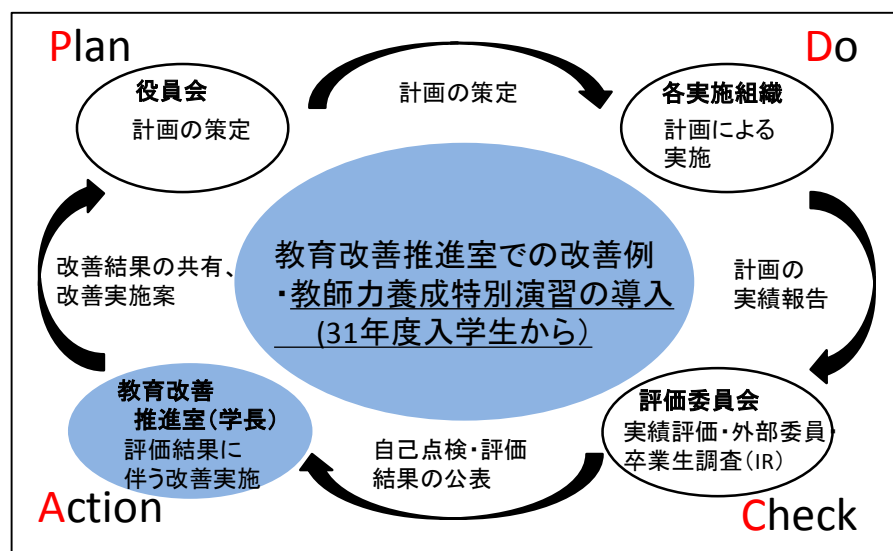 Plan
Do
役員会
計画の策定
計画の策定
各実施組織
計画による
実施
教育改善推進室での改善例
・教師力養成特別演習の導入
(31年度入学生から）
改善結果の共有、
改善実施案
計画の
実績報告
教育改善
推進室（学長）
評価結果に
伴う改善実施
自己点検・評価
結果の公表
評価委員会
実績評価・外部委員・
卒業生調査（IR）
Action
Check